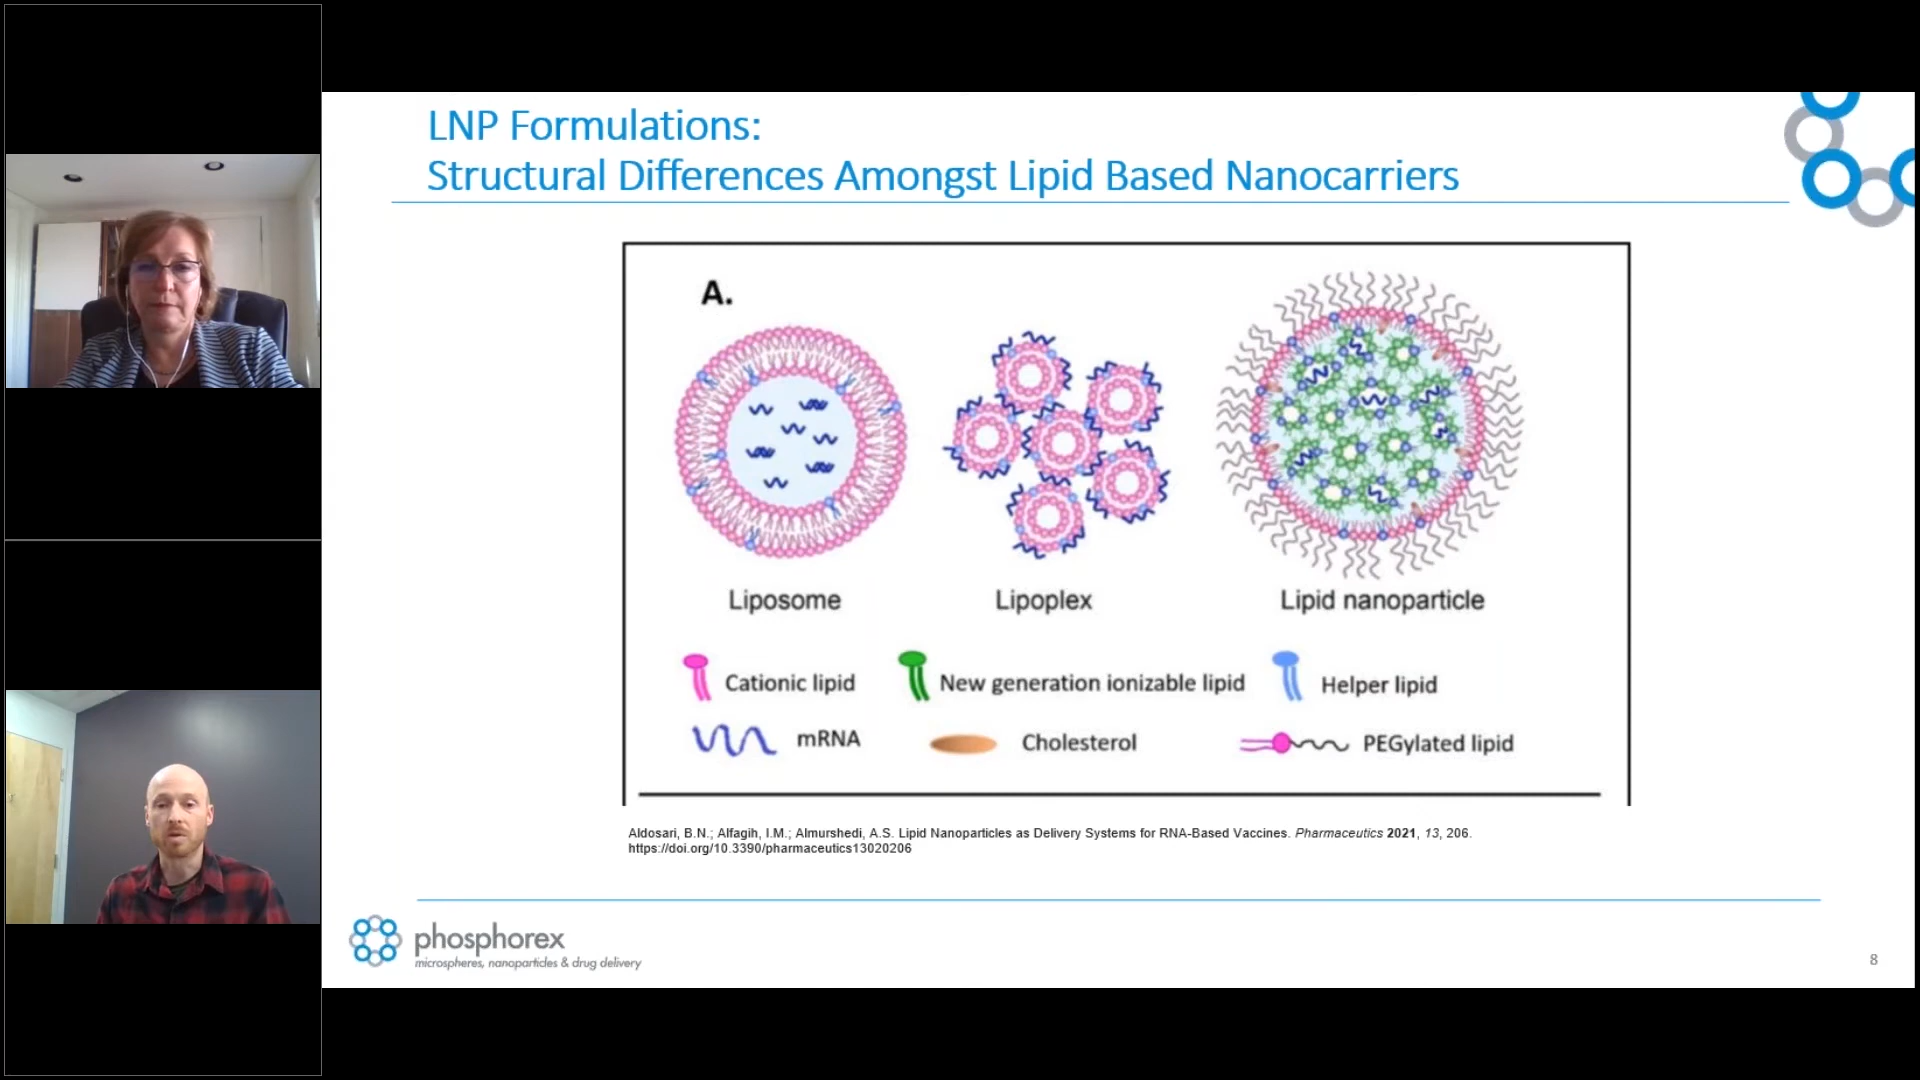 LNP Formulations:
Structural Differences Amongst Lipid Based Nanocarriers
A.
Liposome
Lipoplex
Lipid nanoparticle
Cationic lipid
New generation ionizable lipid
Helper lipid
mRNA
Cholesterol
PEGylated lipid
Aldosari, B.N.; Alfagih, I.M.; Almurshedi, A.S. Lipid Nanoparticles as Delivery Systems for RNA-Based Vaccines. Pharmaceutics 2021, 13, 206.
https://doi.org/10.3390/pharmaceutics13020206
phosphorex
microspheres, nanoparticles & drug delivery
8